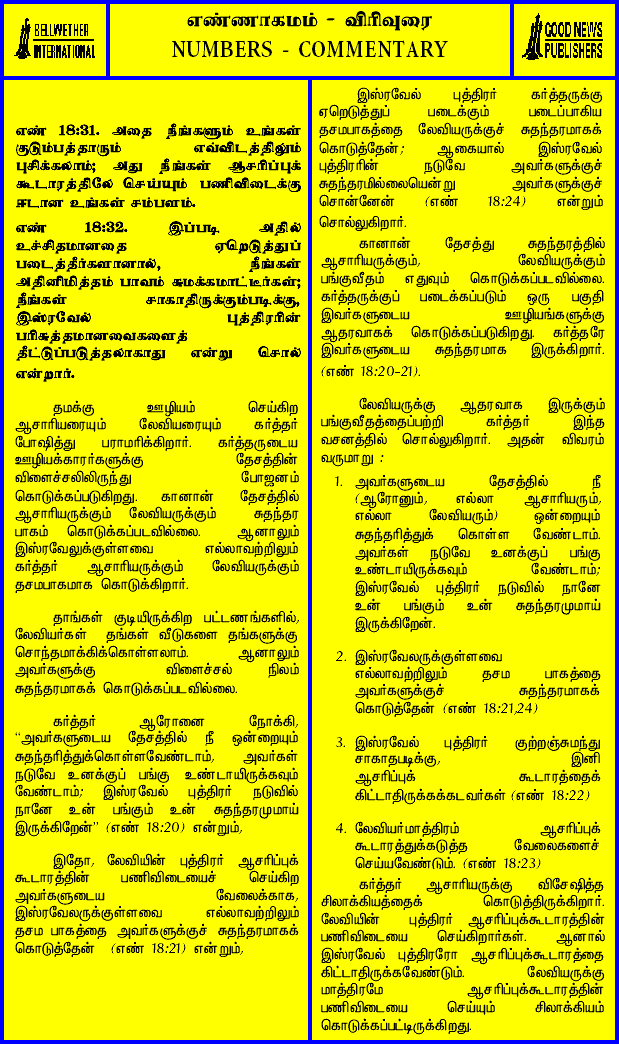 BELLWETHER
INTERNATIONAL
எண்ணாகமம் - விரிவுரை
NUMBERS - COMMENTARY
GOOD NEWS
PUBLISHERS
எண் 18:31. அதை நீங்களும் உங்கள்
குடும்பத்தாரும் எவ்விடத்திலும்
புசிக்கலாம்; அது நீங்கள் ஆசரிப்புக்
கூடாரத்திலே செய்யும் பணிவிடைக்கு
ஈடான உங்கள் சம்பளம்.
எண் 18:32. இப்படி அதில்
உச்சிதமானதை ஏறெடுத்துப்
படைத்தீர்களானால், நீங்கள்
அதினிமித்தம் பாவம் சுமக்கமாட்டீர்கள்;
நீங்கள் சாகாதிருக்கும்படிக்கு,
இஸ்ரவேல் புத்திரரின்
பரிசுத்தமானவைகளைத்
தீட்டுப்படுத்தலாகாது என்று சொல்
என்றார்.
தமக்கு ஊழியம் செய்கிற
ஆசாரியரையும் லேவியரையும் கர்த்தர்
போஷித்து பராமரிக்கிறார். கர்த்தருடைய
ஊழியக்காரர்களுக்கு தேசத்தின்
விளைச்சலிலிருந்து போஜனம்
கொடுக்கப்படுகிறது. கானான் தேசத்தில்
ஆசாரியருக்கும் லேவியருக்கும் சுதந்தர
பாகம் கொடுக்கப்படவில்லை. ஆனாலும்
இஸ்ரவேலுக்குள்ளவை எல்லாவற்றிலும்
கர்த்தர் ஆசாரியருக்கும் லேவியருக்கும்
தசமபாகமாக கொடுக்கிறார்.
தாங்கள் குடியிருக்கிற பட்டணங்களில்,
லேவியர்கள் தங்கள் வீடுகளை தங்களுக்கு
சொந்தமாக்கிக்கொள்ளலாம். ஆனாலும்
அவர்களுக்கு விளைச்சல் நிலம்
சுதந்தரமாகக் கொடுக்கப்படவில்லை.
கர்த்தர் ஆரோனை நோக்கி,
“அவர்களுடைய தேசத்தில் நீ ஒன்றையும்
சுதந்தரித்துக்கொள்ளவேண்டாம், அவர்கள்
நடுவே உனக்குப் பங்கு உண்டாயிருக்கவும்
வேண்டாம்; இஸ்ரவேல் புத்திரர் நடுவில்
நானே உன் பங்கும் உன் சுதந்தரமுமாய்
இருக்கிறேன்” (எண் 18:20) என்றும்,
இதோ, லேவியின் புத்திரர் ஆசரிப்புக்
கூடாரத்தின் பணிவிடையைச் செய்கிற
அவர்களுடைய வேலைக்காக,
இஸ்ரவேலருக்குள்ளவை எல்லாவற்றிலும்
தசம பாகத்தை அவர்களுக்குச் சுதந்தரமாகக்
கொடுத்தேன் (எண் 18:21) என்றும்,
இஸ்ரவேல் புத்திரர் கர்த்தருக்கு
ஏறெடுத்துப் படைக்கும் படைப்பாகிய
தசமபாகத்தை லேவியருக்குச் சுதந்தரமாகக்
கொடுத்தேன்; ஆகையால் இஸ்ரவேல்
புத்திரரின் நடுவே அவர்களுக்குச்
சுதந்தரமில்லையென்று அவர்களுக்குச்
சொன்னேன் (எண் 18:24) என்றும்
சொல்லுகிறார்.
கானான் தேசத்து சுதந்தரத்தில்
ஆசாரியருக்கும், லேவியருக்கும்
பங்குவீதம் எதுவும் கொடுக்கப்படவில்லை.
கர்த்தருக்குப் படைக்கப்படும் ஒரு பகுதி
இவர்களுடைய ஊழியங்களுக்கு
ஆதரவாகக் கொடுக்கப்படுகிறது. கர்த்தரே
இவர்களுடைய சுதந்தரமாக இருக்கிறார்.
(எண் 18:20-21).
லேவியருக்கு ஆதரவாக இருக்கும்
பங்குவீதத்தைப்பற்றி கர்த்தர் இந்த
வசனத்தில் சொல்லுகிறார். அதன் விவரம்
வருமாறு :
1. அவர்களுடைய தேசத்தில் நீ
(ஆரோனும், எல்லா ஆசாரியரும்,
எல்லா லேவியரும்) ஒன்றையும்
சுதந்தரித்துக் கொள்ள வேண்டாம்.
அவர்கள் நடுவே உனக்குப் பங்கு
உண்டாயிருக்கவும் வேண்டாம்;
இஸ்ரவேல் புத்திரர் நடுவில் நானே
உன் பங்கும் உன் சுதந்தரமுமாய்
இருக்கிறேன்.
2. இஸ்ரவேலருக்குள்ளவை
எல்லாவற்றிலும் தசம பாகத்தை
அவர்களுக்குச் சுதந்தரமாகக்
கொடுத்தேன் (எண் 18:21,24)
3. இஸ்ரவேல் புத்திரர் குற்றஞ்சுமந்து
சாகாதபடிக்கு, இனி
ஆசரிப்புக் கூடாரத்தைக்
கிட்டாதிருக்கக்கடவர்கள் (எண் 18:22)
4. லேவியர்மாத்திரம் ஆசரிப்புக்
கூடாரத்துக்கடுத்த வேலைகளைச்
செய்யவேண்டும். (எண் 18:23)
கர்த்தர் ஆசாரியருக்கு விசேஷித்த
சிலாக்கியத்தைக் கொடுத்திருக்கிறார்.
லேவியின் புத்திரர் ஆசரிப்புக்கூடாரத்தின்
பணிவிடையை செய்கிறார்கள். ஆனால்
இஸ்ரவேல் புத்திரரோ ஆசரிப்புக்கூடாரத்தை
கிட்டாதிருக்கவேண்டும். லேவியருக்கு
மாத்திரமே ஆசரிப்புக்கூடாரத்தின்
பணிவிடையை செய்யும் சிலாக்கியம்
கொடுக்கப்பட்டிருக்கிறது.